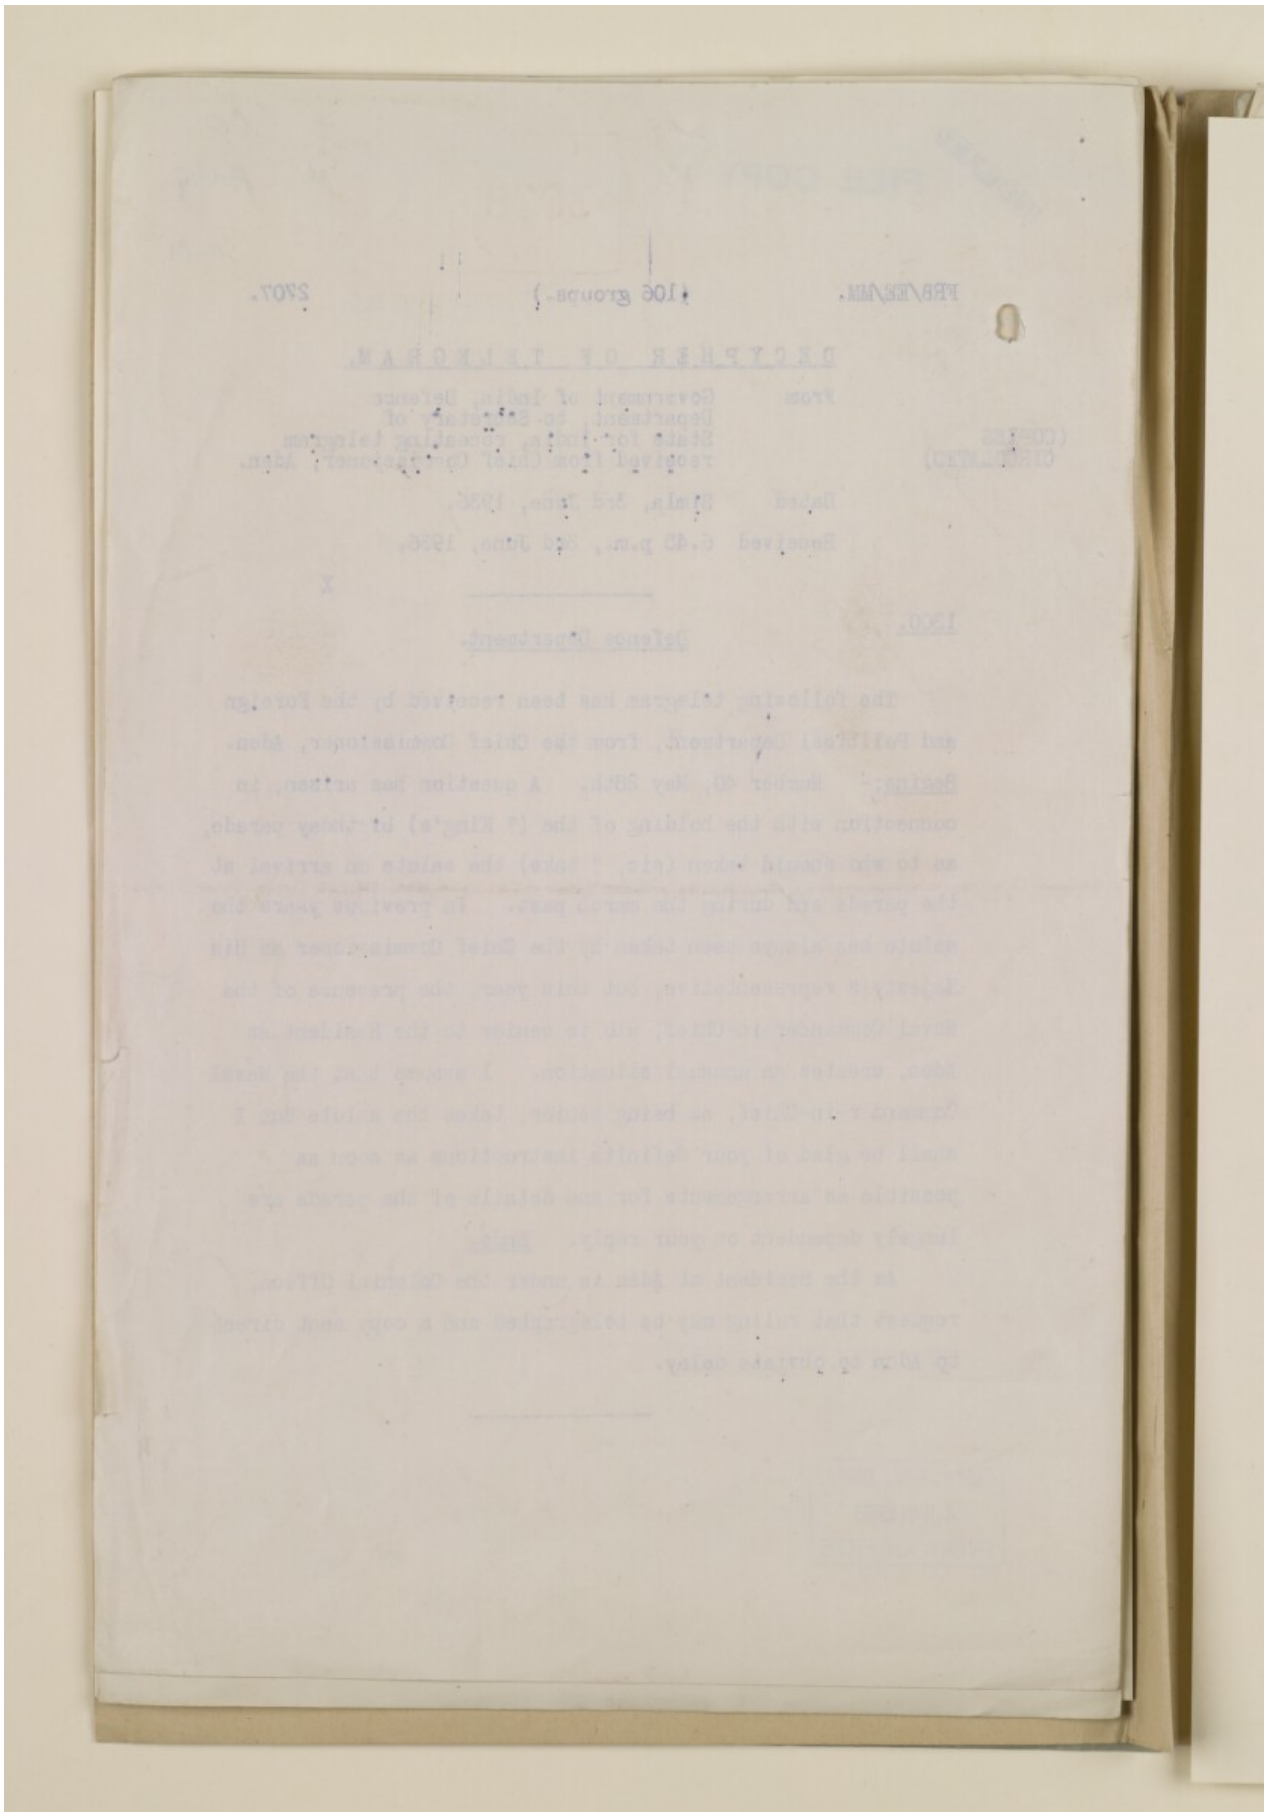 FILE COPY
FRB/EE/MM. (106 groups.) 2707.
DECYPHER OF TELEGRAM.
From Government of India, Defence
Department, to Secretary of
(COPIES State for India, repeating telegram
CIRCULATED) received from Chief Commissioner, Aden.
Dated Simla, 3rd June, 1936.
Received 6.45 p.m., 3rd June, 1936.
X
1300.
Defence Department.
The following telegram has been received by the Foreign
and Political Department, from the Chief Commissioner, Aden.
Begins:- Number 40, May 28th. A question has arisen, in
connection with the holding of the (? King's) birthday parade,
as to who should taken (sic, ? take) the salute on arrival at
the parade and during the march past. In previous years the
salute has always been taken by the Chief Commissioner as His
Majesty's representative, but this year, the presence of the
Naval Commander in-Chief, who is senior to the Resident at
Aden, creates an unusual situation. I assume that the Naval
Commander-in-Chief, as being senior, takes the salute but I
shall be glad of your definite instructions as soon as
possible as arrangements for and details of the parade are
largely dependent on your reply. Ends.
As the Resident at Aden is under the Colonial Office,
request that ruling may be telegraphed and a copy sent direct
to Aden to obviate delay.